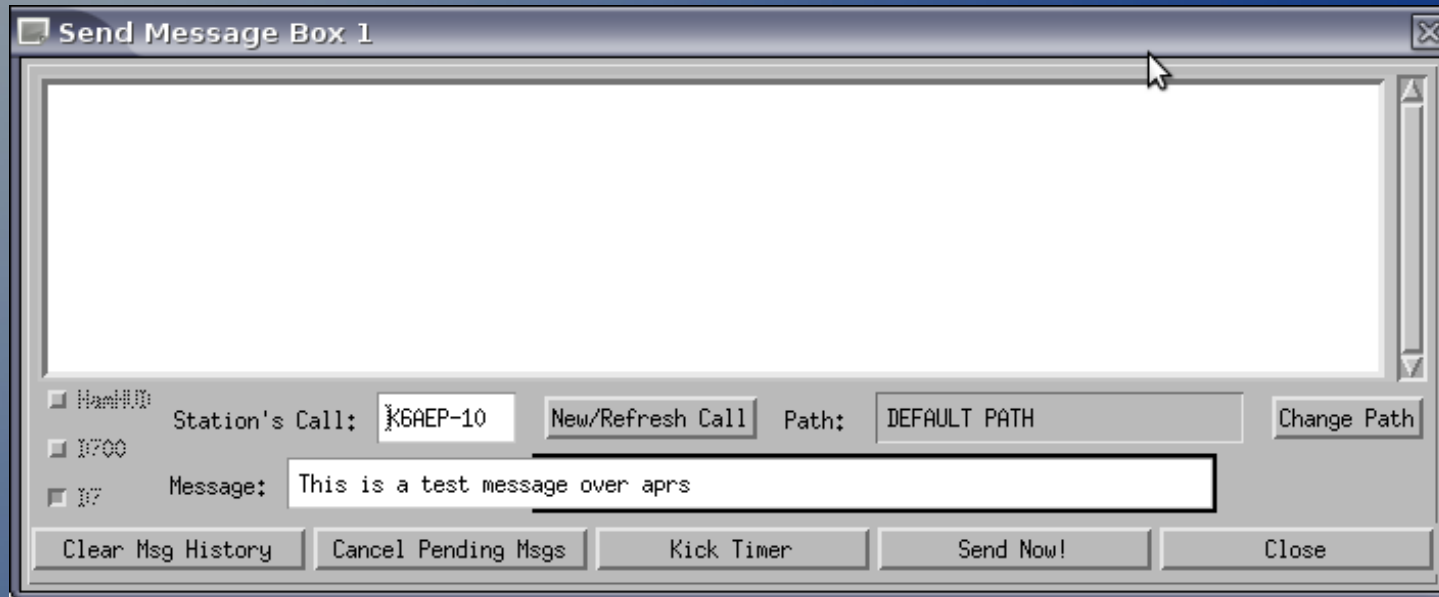 Send Message Box 1
HamHUD
Station's Call: K6AEP-10 New/Refresh Call Path: DEFAULT PATH Change Path
D700
Message: This is a test message over aprs
D7
Clear Msg History Cancel Pending Msgs Kick Timer Send Now! Close